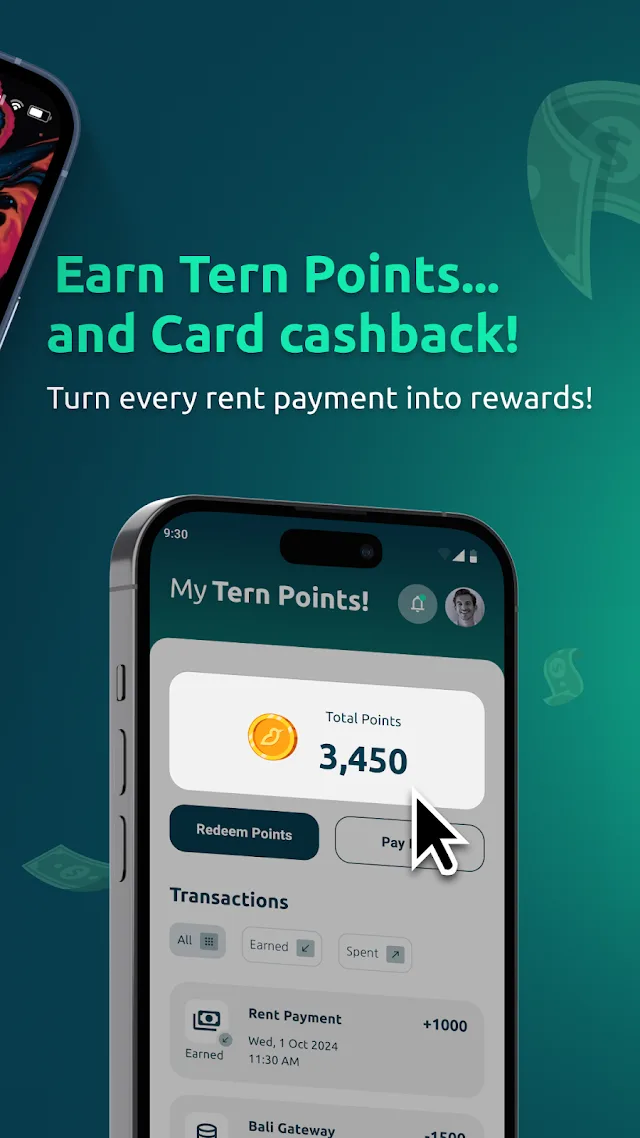 Earn Tern Points...
and Card cashback!
Turn every rent payment into rewards!
9:30
My Tern Points!
Total Points
3,450
Redeem Points
Pay
Transactions
All
Earned
Spent
Rent Payment
+1000
Wed, 1 Oct 2024
11:30 AM
Earned
Bali Gateway
-1500